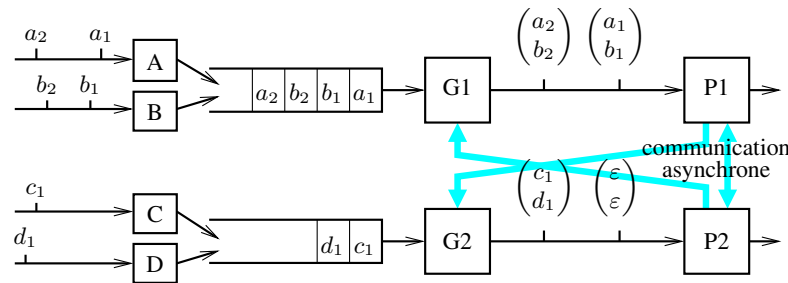 a₂ a₁
A
b₂ b₁
B
a₂ b₂ b₁ a₁
G1
(a₂ b₂) (a₁ b₁)
P1
communication
asynchrone
c₁
C
d₁
D
d₁ c₁
G2
(c₁ d₁) (ε ε)
P2